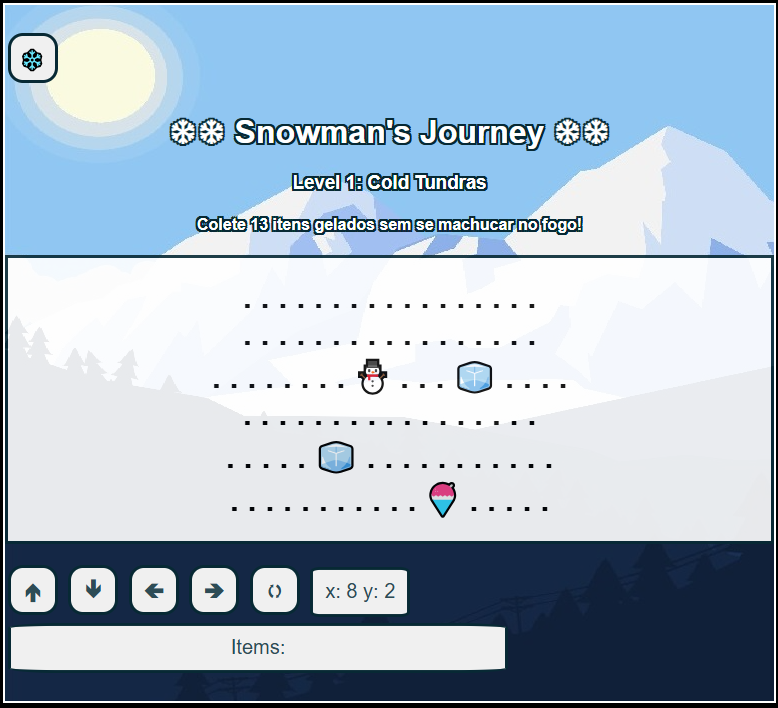 ❄❄ Snowman's Journey ❄❄
Level 1: Cold Tundras
Colete 13 itens gelados sem se machucar no fogo!
x: 8 y: 2
Items: